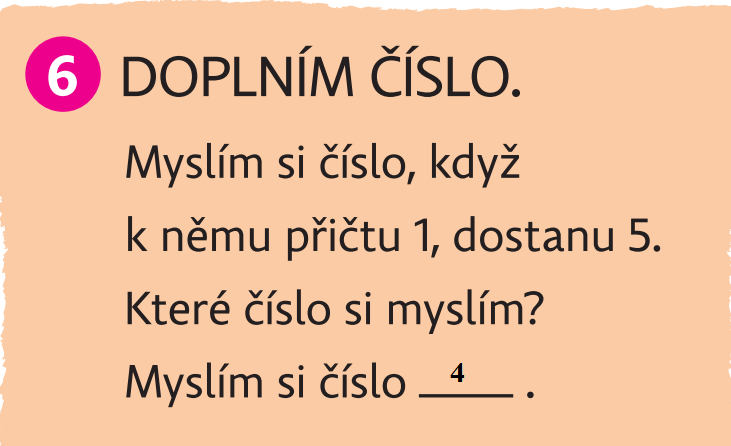 6 DOPLNÍM ČÍSLO.
Myslím si číslo, když
k němu přičtu 1, dostanu 5.
Které číslo si myslím?
Myslím si číslo 4 .